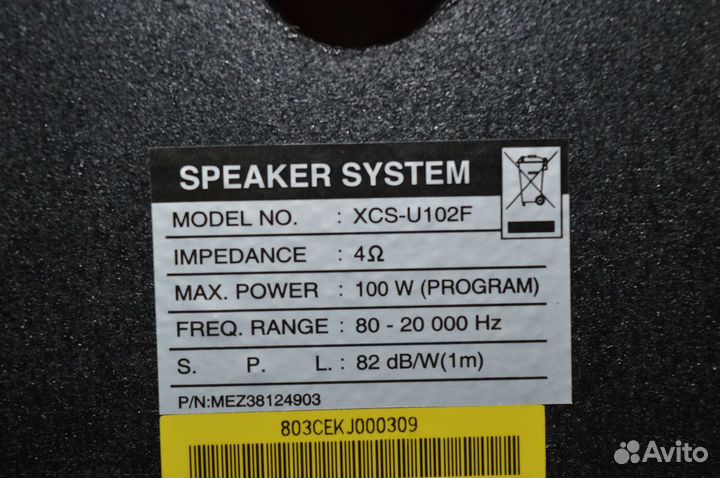 SPEAKER SYSTEM
MODEL NO. : XCS-U102F
IMPEDANCE : 4Ω
MAX. POWER : 100 W (PROGRAM)
FREQ. RANGE : 80 - 20 000 Hz
S. P. L. : 82 dB/W(1m)
P/N:MEZ38124903
803CEKJ000309
Avito